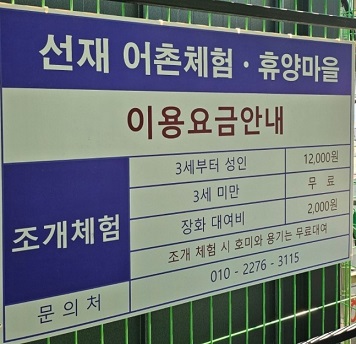 선재 어촌체험 · 휴양마을
이용요금안내
조개체험
3세부터 성인 12,000원
3세 미만 무 료
장화 대여비 2,000원
조개 체험 시 호미와 용기는 무료대여
문 의 처 010 - 2276 - 3115